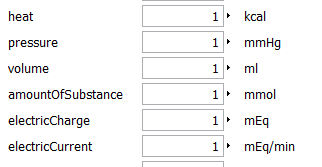 heat 1 kcal
pressure 1 mmHg
volume 1 ml
amountOfSubstance 1 mmol
electricCharge 1 mEq
electricCurrent 1 mEq/min